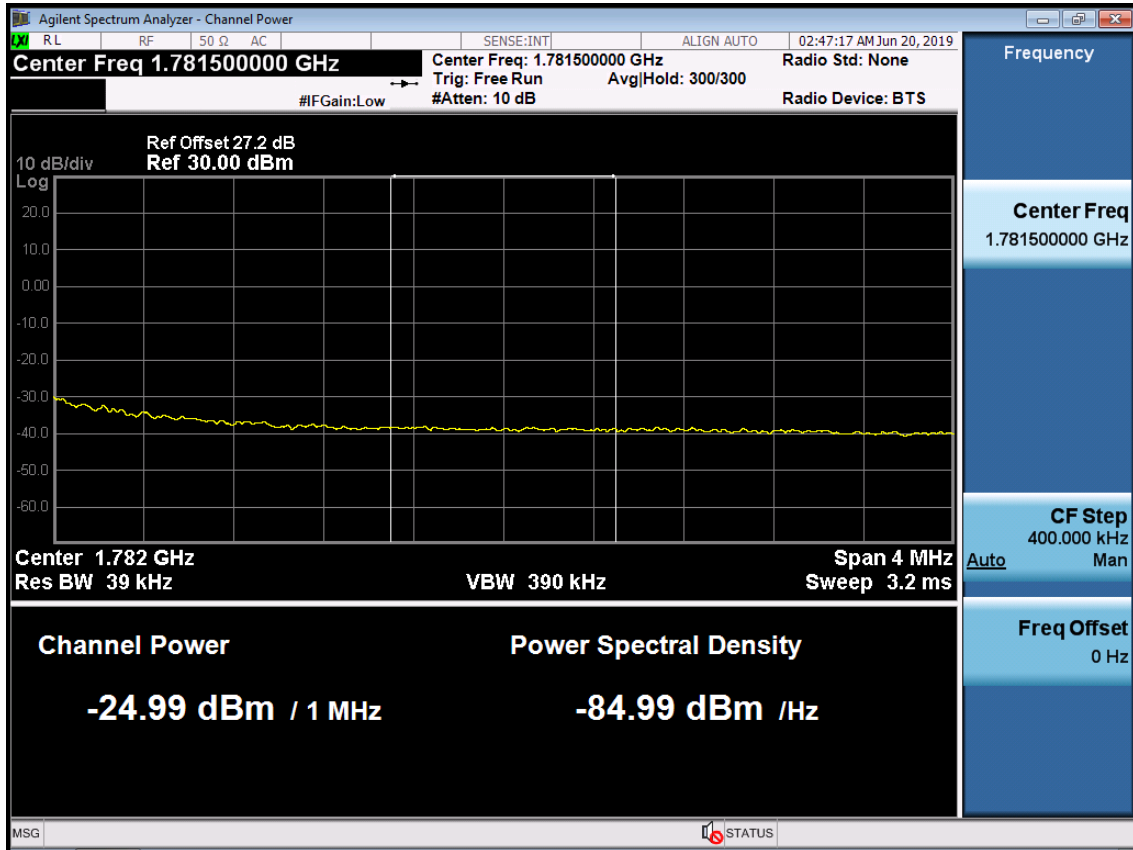 Agilent Spectrum Analyzer - Channel Power
LXI RL RF 50 Ω AC SENSE:INT ALIGN AUTO 02:47:17 AM Jun 20, 2019
Center Freq 1.781500000 GHz
Center Freq: 1.781500000 GHz Radio Std: None
Trig: Free Run Avg|Hold: 300/300
#IFGain:Low #Atten: 10 dB Radio Device: BTS
Ref Offset 27.2 dB
10 dB/div Ref 30.00 dBm
Log
20.0
10.0
0.00
-10.0
-20.0
-30.0
-40.0
-50.0
-60.0
Center 1.782 GHz Span 4 MHz
Res BW 39 kHz VBW 390 kHz Sweep 3.2 ms
Channel Power Power Spectral Density
-24.99 dBm / 1 MHz -84.99 dBm /Hz
MSG STATUS
Frequency
Center Freq
1.781500000 GHz
CF Step
400.000 kHz
Auto Man
Freq Offset
0 Hz